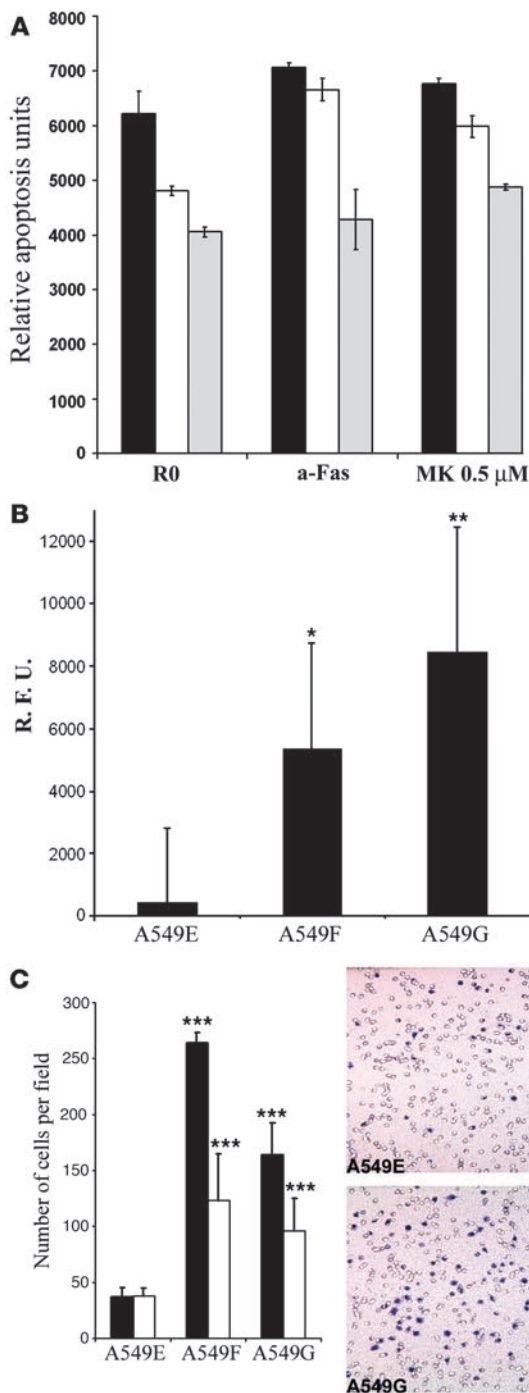 A
Relative apoptosis units
8000
7000
6000
5000
4000
3000
2000
1000
0
R0
a-Fas
MK 0.5 μM
B
R. F. U.
12000
10000
8000
6000
4000
2000
0
*
**
A549E
A549F
A549G
C
Number of cells per field
300
250
200
150
100
50
0
***
***
***
***
A549E
A549F
A549G
A549E
A549G